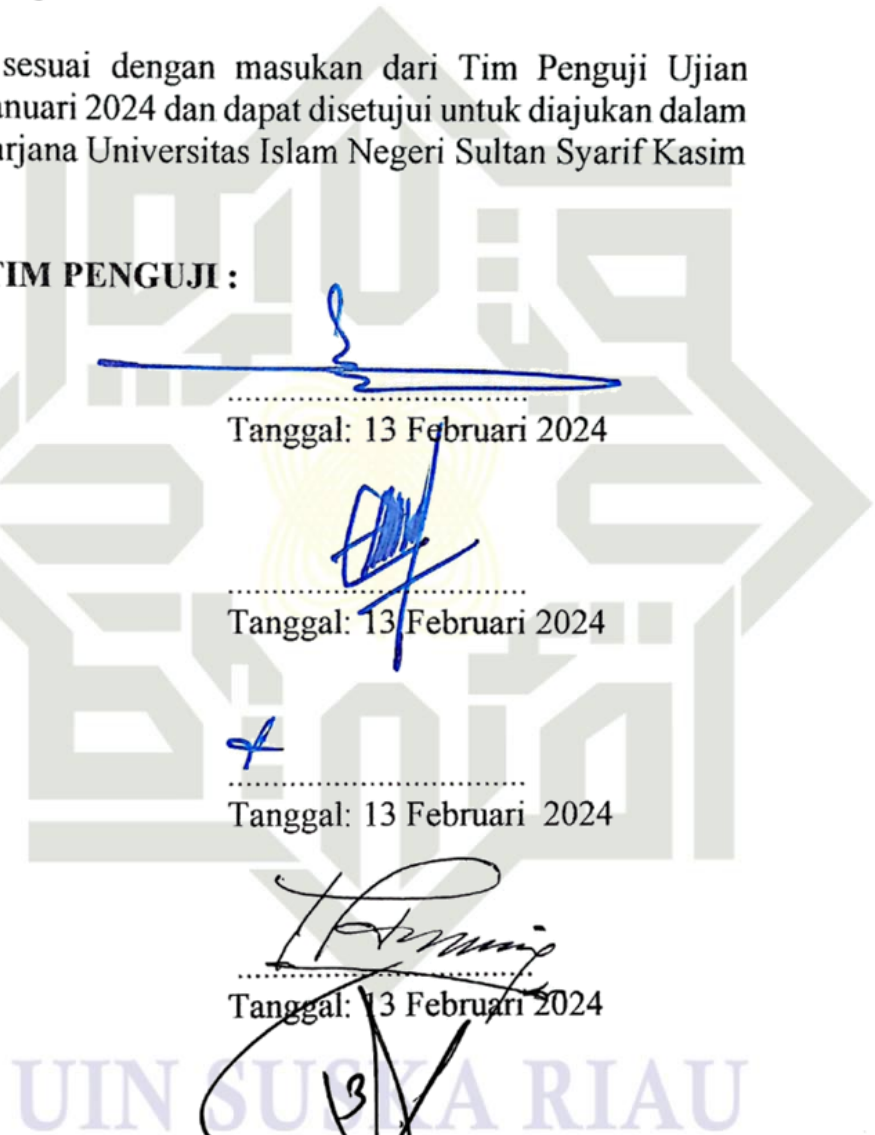 sesuai dengan masukan dari Tim Penguji Ujian
anuari 2024 dan dapat disetujui untuk diajukan dalam
arjana Universitas Islam Negeri Sultan Syarif Kasim
TIM PENGUJI :
Tanggal: 13 Februari 2024
Tanggal: 13 Februari 2024
Tanggal: 13 Februari 2024
Tanggal: 13 Februari 2024
UIN SUSKA RIAU